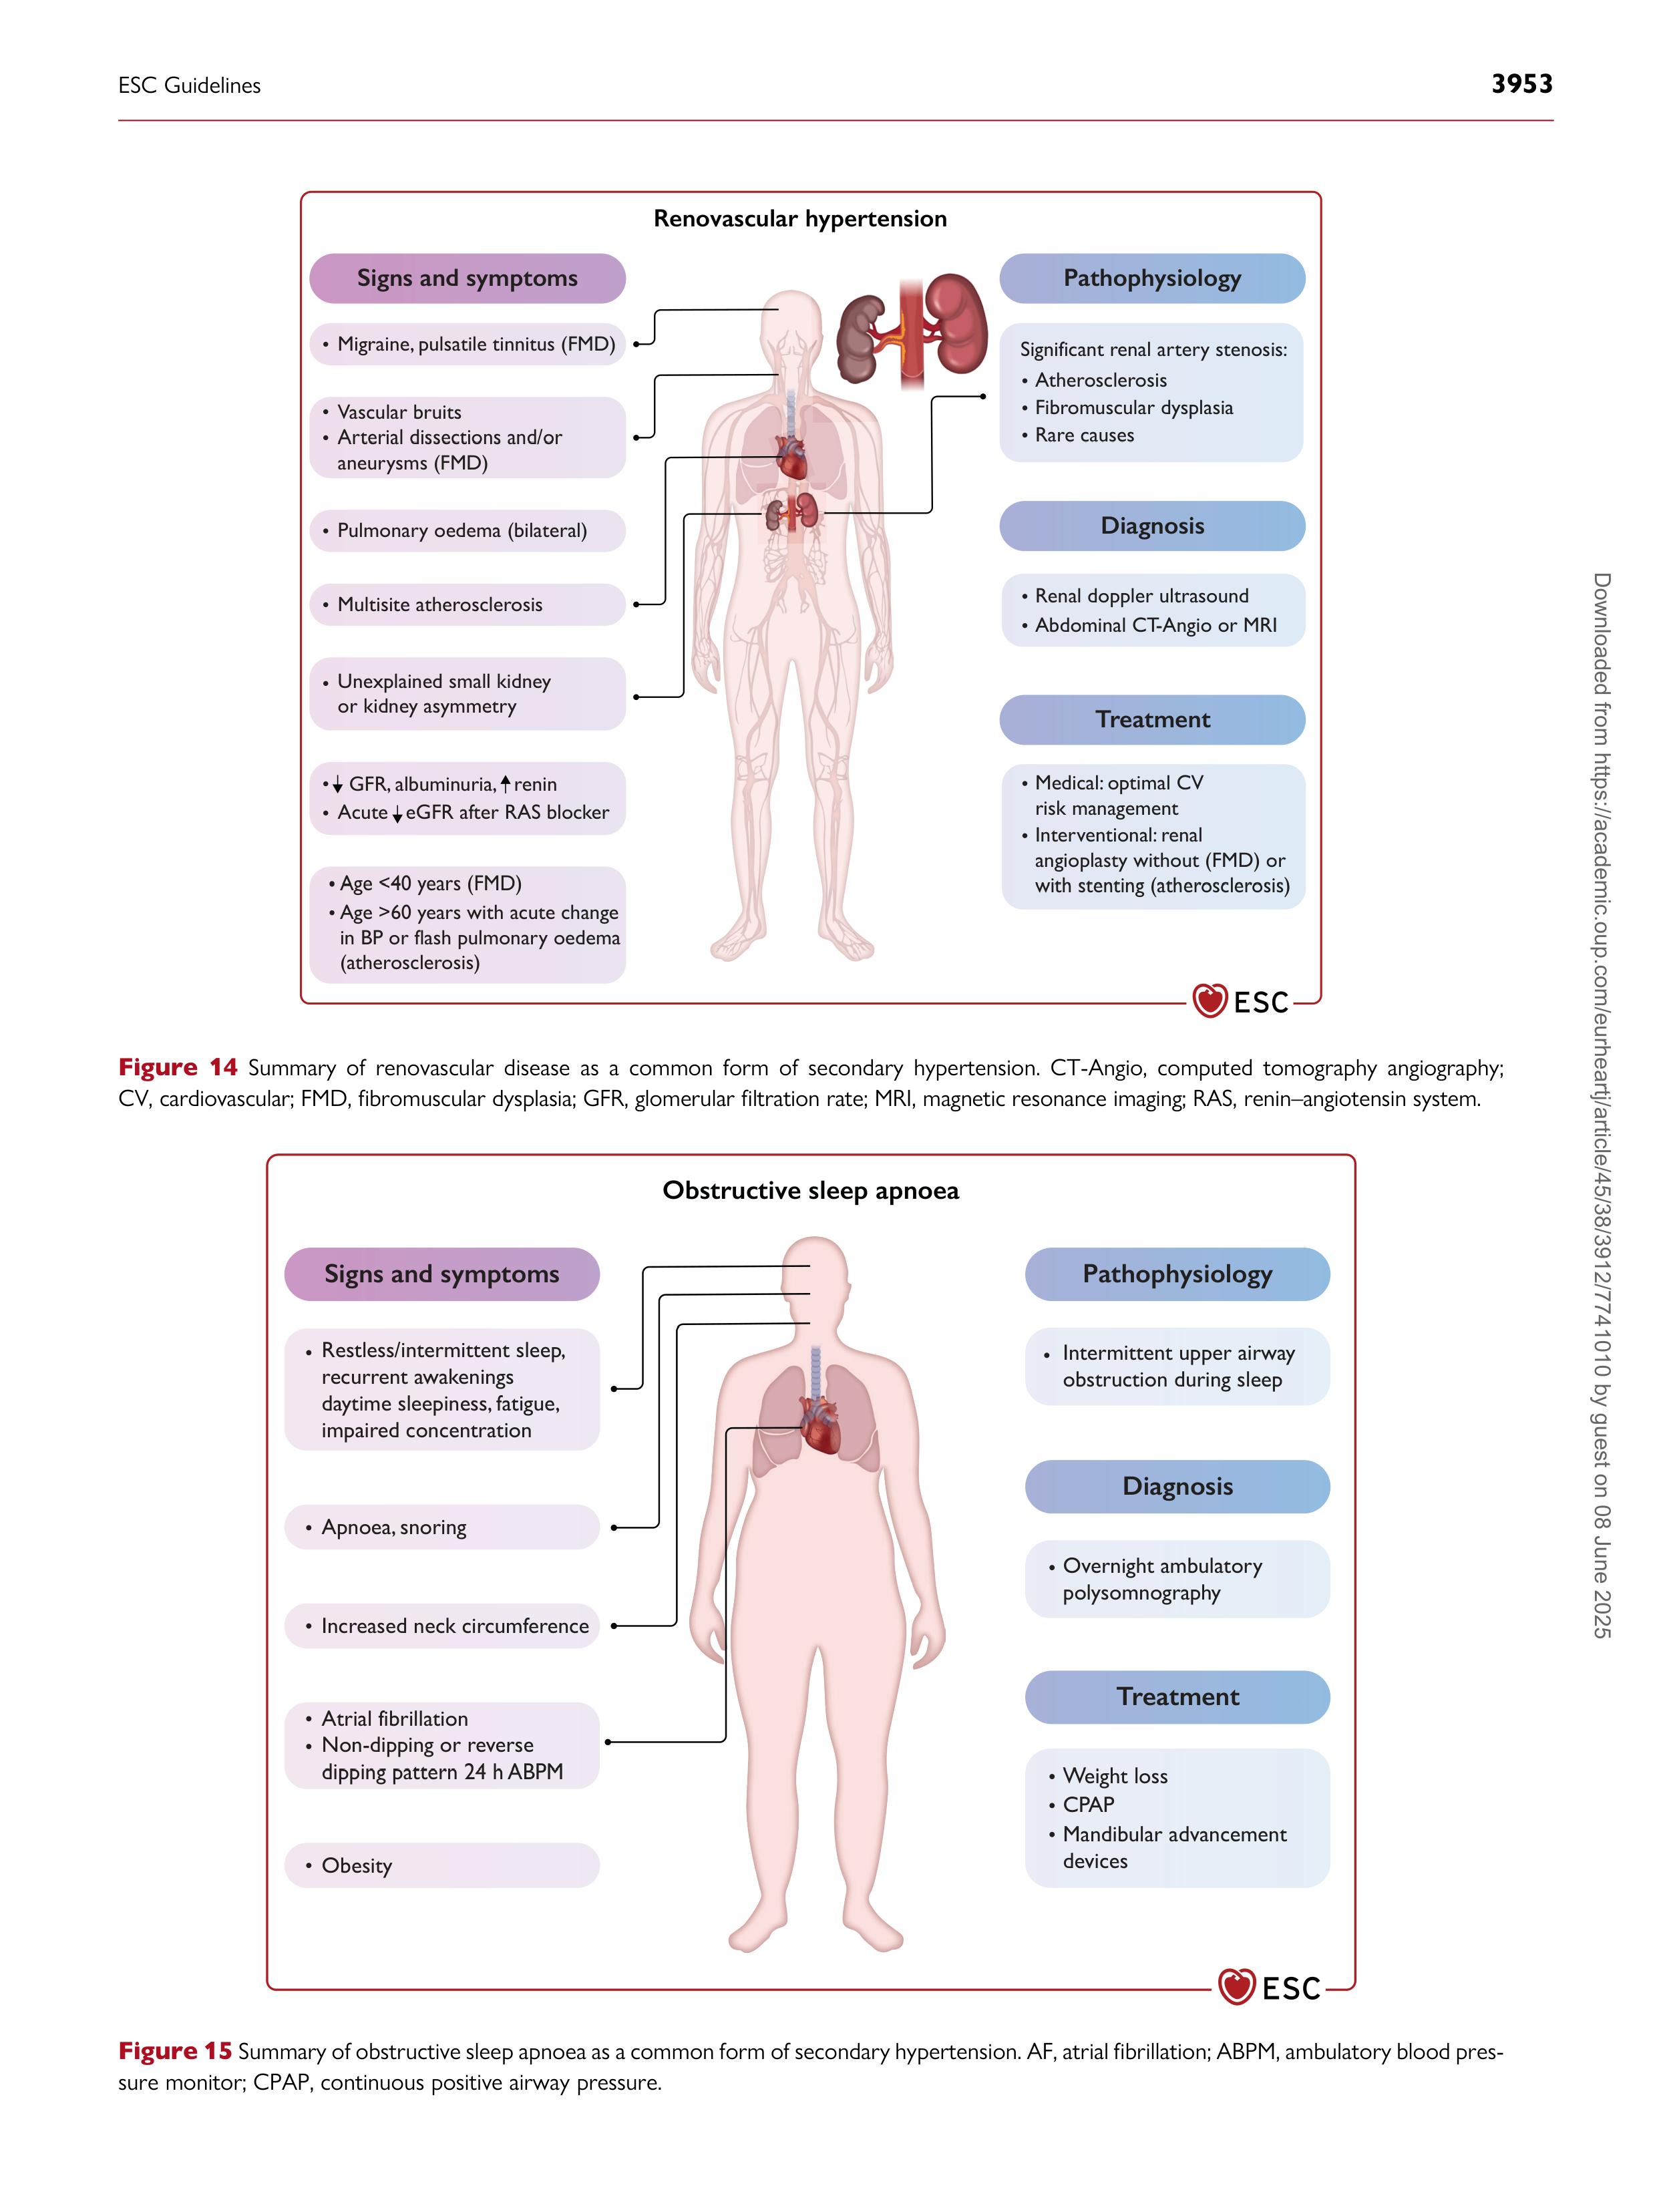 ESC Guidelines
3953
Renovascular hypertension
Signs and symptoms
• Migraine, pulsatile tinnitus (FMD)
• Vascular bruits
• Arterial dissections and/or
aneurysms (FMD)
• Pulmonary oedema (bilateral)
• Multisite atherosclerosis
• Unexplained small kidney
or kidney asymmetry
•↓ GFR, albuminuria, ↑ renin
• Acute ↓ eGFR after RAS blocker
• Age <40 years (FMD)
• Age >60 years with acute change
in BP or flash pulmonary oedema
(atherosclerosis)
Pathophysiology
Significant renal artery stenosis:
• Atherosclerosis
• Fibromuscular dysplasia
• Rare causes
Diagnosis
• Renal doppler ultrasound
• Abdominal CT-Angio or MRI
Treatment
• Medical: optimal CV
risk management
• Interventional: renal
angioplasty without (FMD) or
with stenting (atherosclerosis)
ESC
Figure 14 Summary of renovascular disease as a common form of secondary hypertension. CT-Angio, computed tomography angiography;
CV, cardiovascular; FMD, fibromuscular dysplasia; GFR, glomerular filtration rate; MRI, magnetic resonance imaging; RAS, renin–angiotensin system.
Obstructive sleep apnoea
Signs and symptoms
• Restless/intermittent sleep,
recurrent awakenings
daytime sleepiness, fatigue,
impaired concentration
• Apnoea, snoring
• Increased neck circumference
• Atrial fibrillation
• Non-dipping or reverse
dipping pattern 24 h ABPM
• Obesity
Pathophysiology
• Intermittent upper airway
obstruction during sleep
Diagnosis
• Overnight ambulatory
polysomnography
Treatment
• Weight loss
• CPAP
• Mandibular advancement
devices
ESC
Figure 15 Summary of obstructive sleep apnoea as a common form of secondary hypertension. AF, atrial fibrillation; ABPM, ambulatory blood pres-
sure monitor; CPAP, continuous positive airway pressure.
Downloaded from https://academic.oup.com/eurheartj/article/45/38/3912/7741010 by guest on 08 June 2025